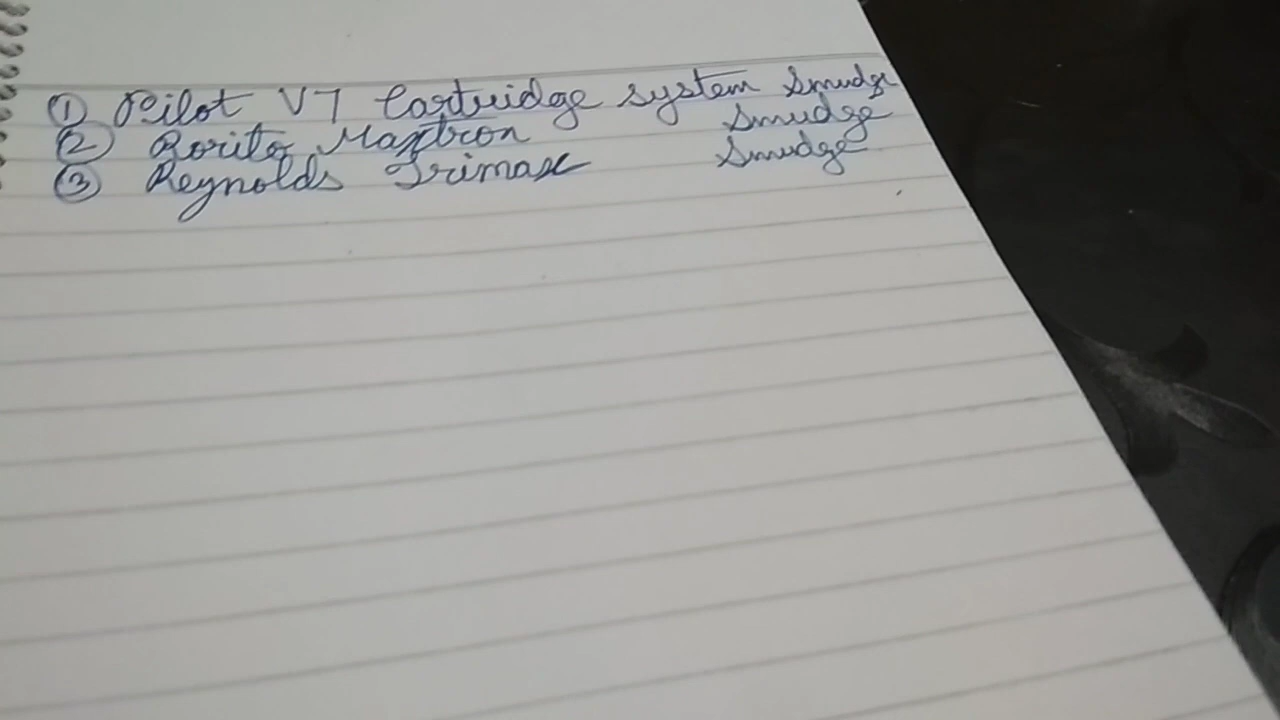 ① Pilot V7 Cartridge system Smudge
② Rorito Maxtron Smudge
③ Reynolds Trimax Smudge